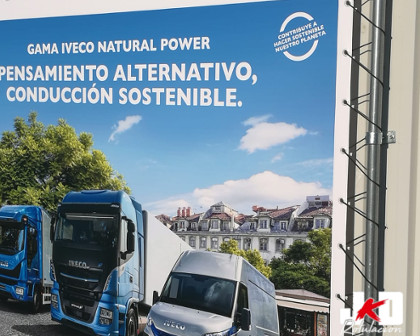 CONTRIBUYE A
HACER SOSTENIBLE
NUESTRO PLANETA
GAMA IVECO NATURAL POWER
PENSAMIENTO ALTERNATIVO,
CONDUCCIÓN SOSTENIBLE.
IVECO
IVECO